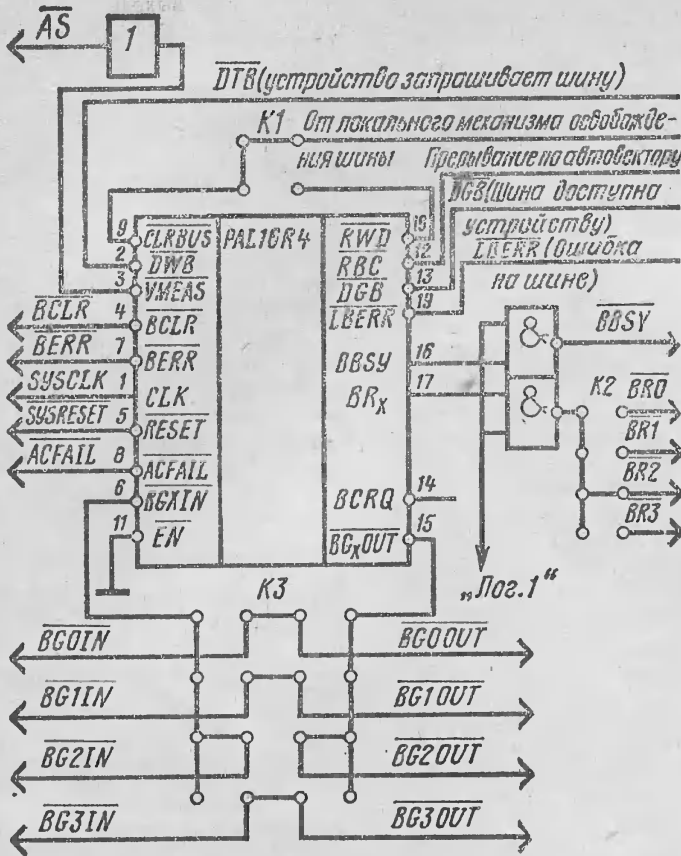 AS
1
DTB (устройство запрашивает шину)
K1 От локального механизма освобожде-
ния шины Прерывание по автовектору
DGB (Шина доступна
устройству)
LBERR (Ошибка
на шине)
PAL16R4
9 CLRBUS
2 DWB
3 VMEAS
BCLR 4 BCLR
BERR 7 BERR
SYSCLK 1 CLK
SYSRESET 5 RESET
ACFAIL 8 ACFAIL
6 BGXIN
11 EN
RWD
RBC 12
DGB 13
LBERR 19
BBSY 16
BRx 17
BCRQ 14
BGxOUT 15
&
&
BBSY
K2 BR0
BR1
BR2
BR3
„Лог.1“
K3
BG0IN BG0OUT
BG1IN BG1OUT
BG2IN BG2OUT
BG3IN BG3OUT